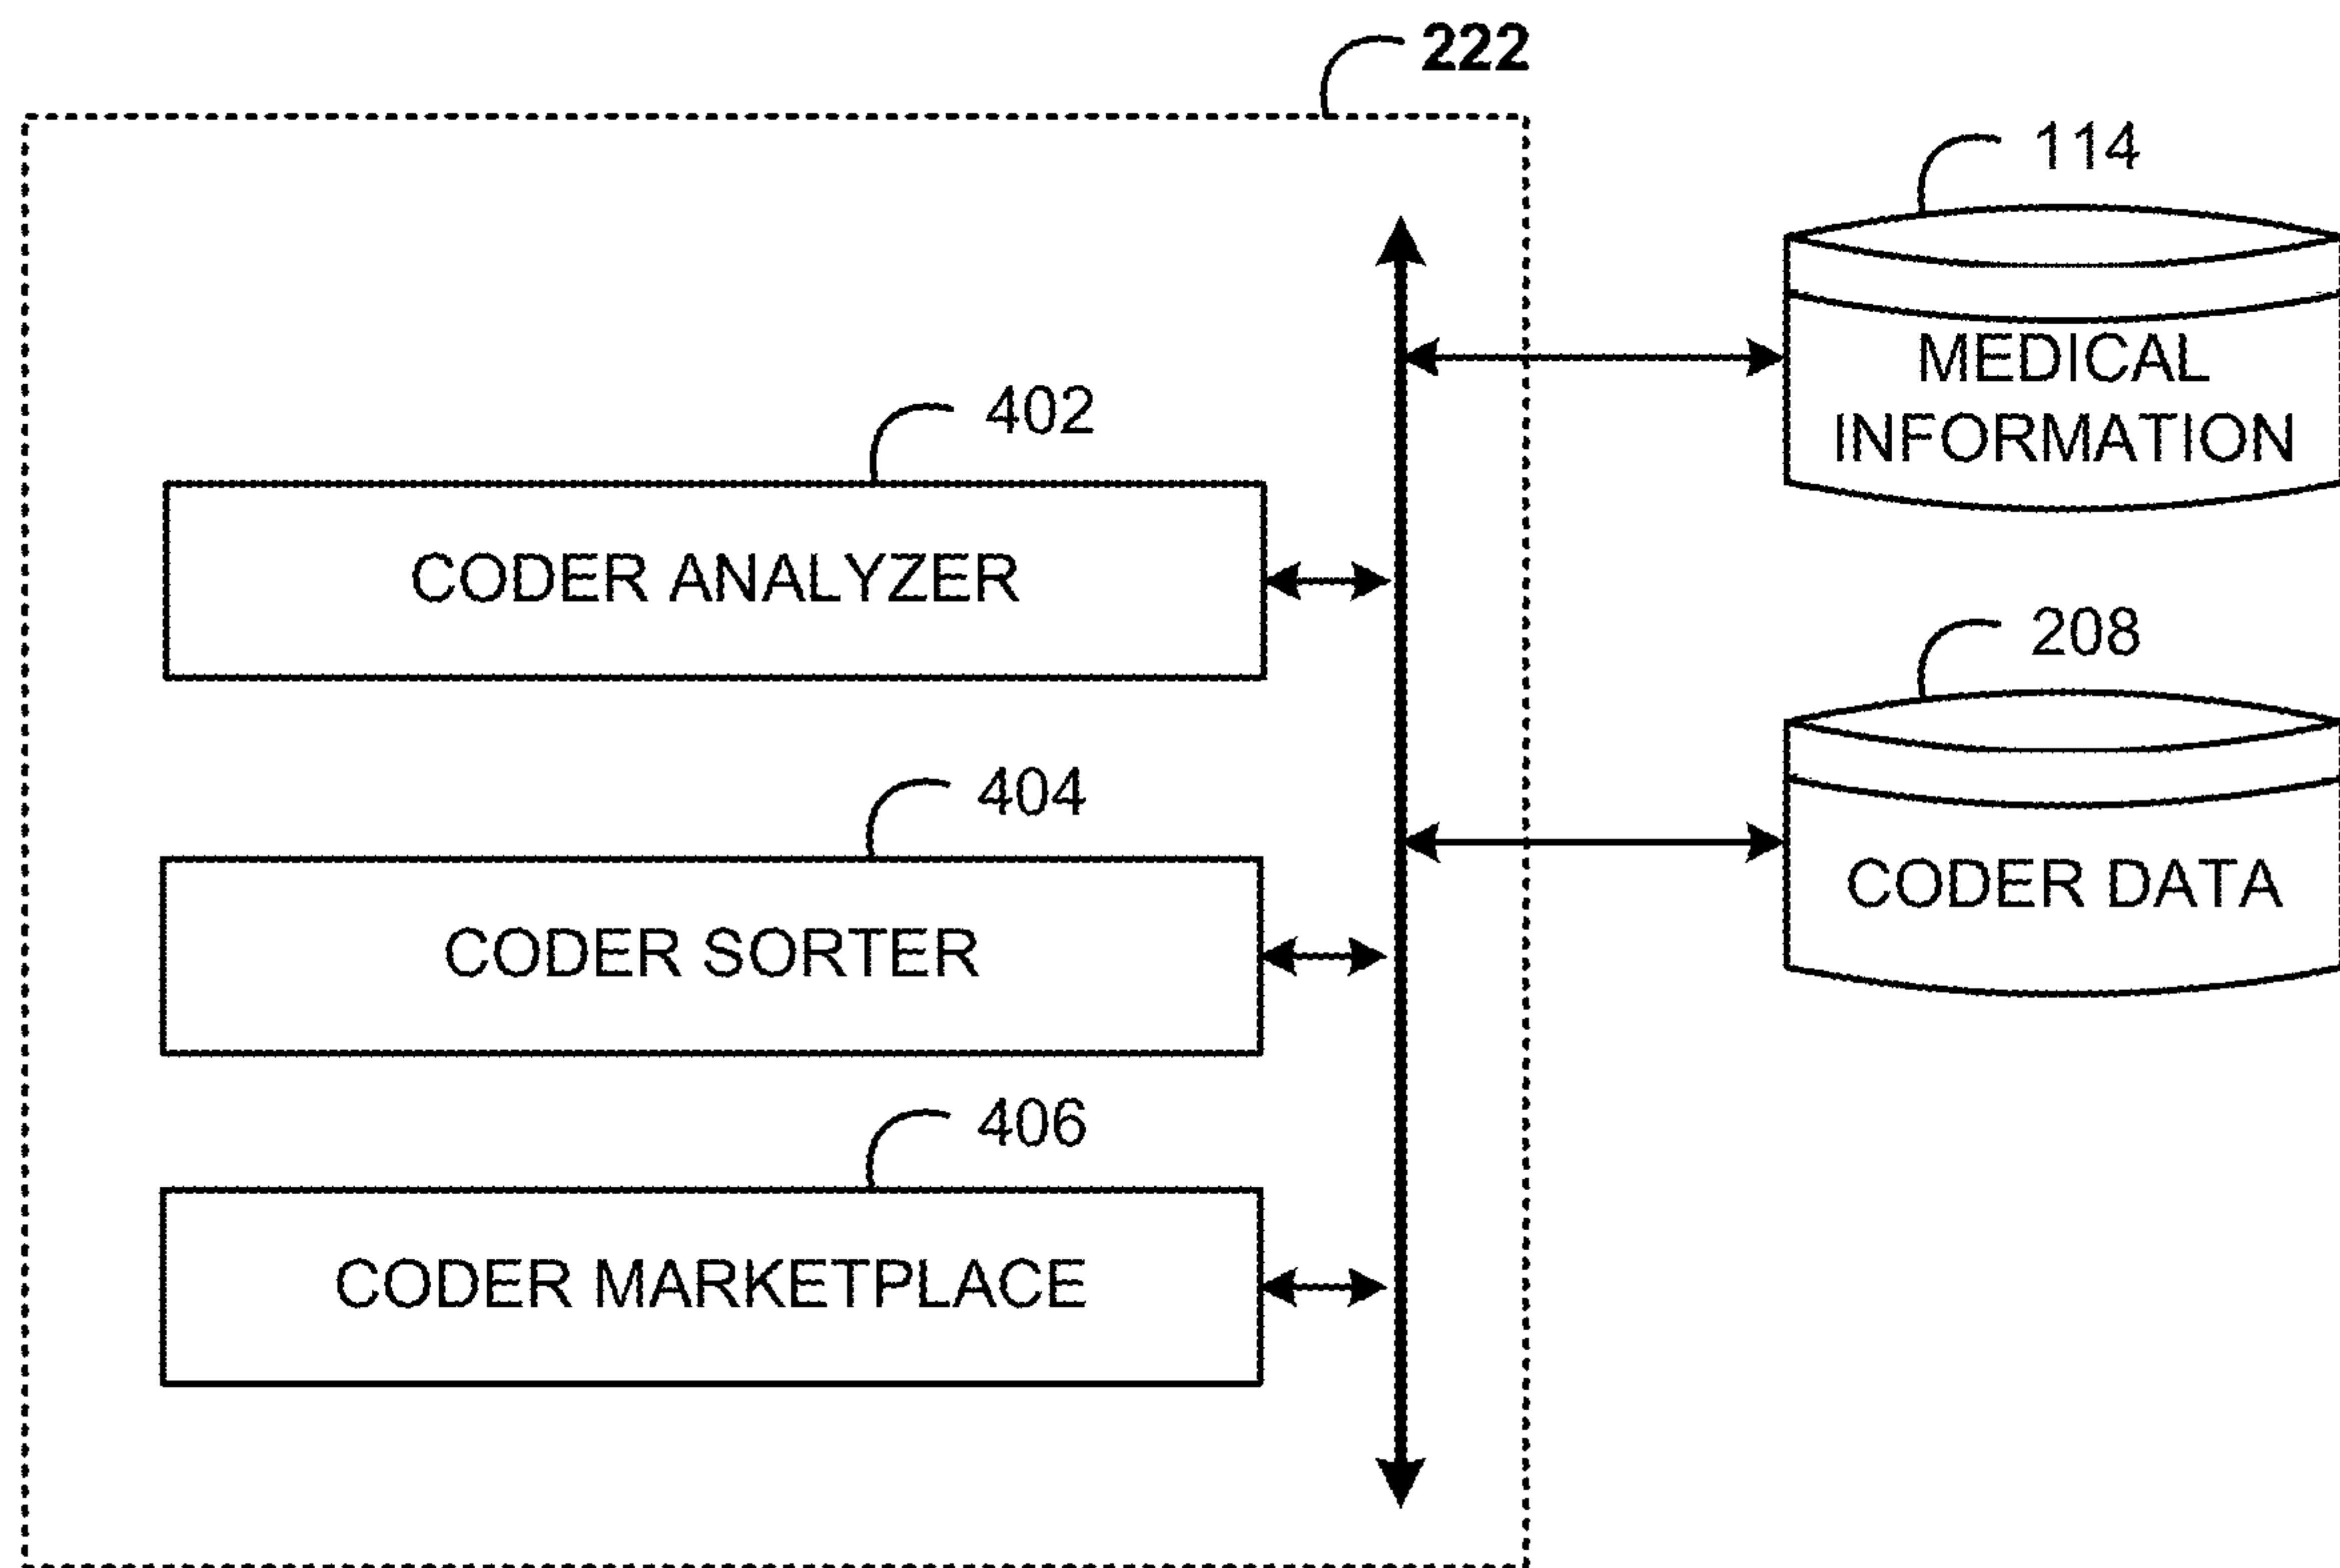 222
114
MEDICAL
INFORMATION
402
CODER ANALYZER
208
CODER DATA
404
CODER SORTER
406
CODER MARKETPLACE